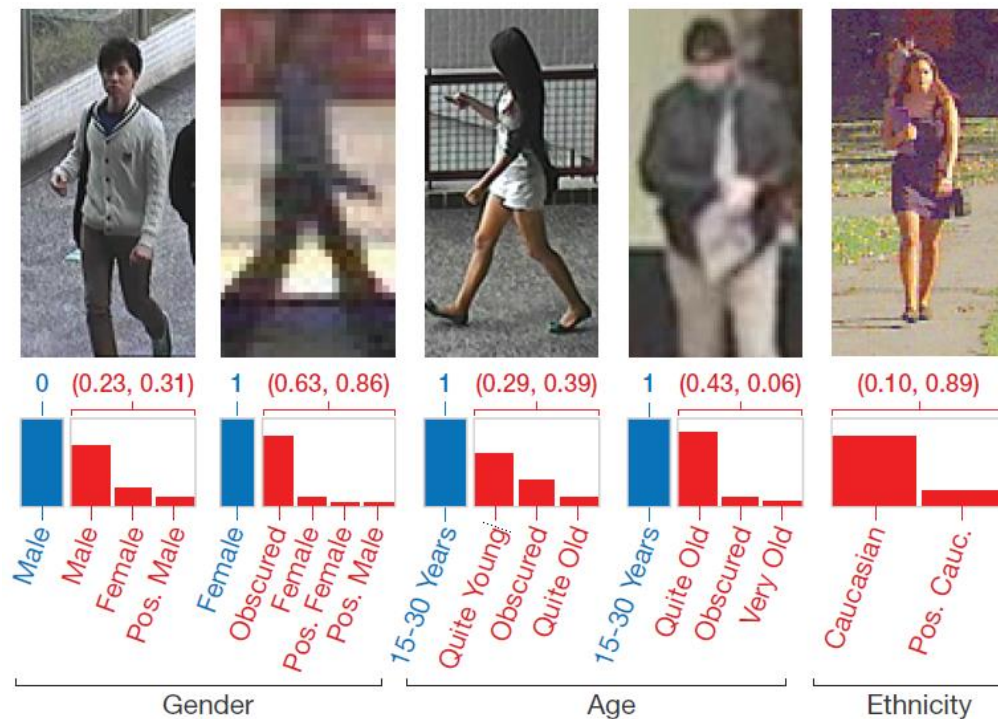 0
(0.23, 0.31)
1
(0.63, 0.86)
1
(0.29, 0.39)
1
(0.43, 0.06)
(0.10, 0.89)
Male
Male
Female
Pos. Male
Female
Obscured
Female
Pos. Female
Pos. Male
15-30 Years
Quite Young
Obscured
Quite Old
15-30 Years
Quite Old
Obscured
Very Old
Caucasian
Pos. Cauc.
Gender
Age
Ethnicity